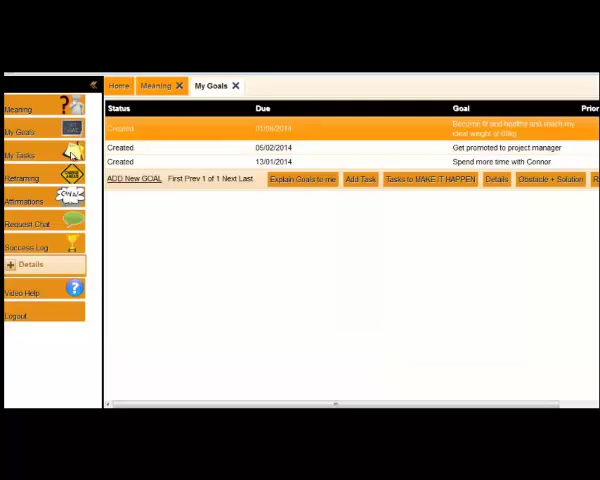 Home Meaning My Goals
Status Due Goal Prior
Created 01/06/2014 Become fit and healthy and reach my
ideal weight of 68kg
Created 05/02/2014 Get promoted to project manager
Created 13/01/2014 Spend more time with Connor
ADD New GOAL First Prev 1 of 1 Next Last Explain Goals to me Add Task Tasks to MAKE IT HAPPEN Details Obstacle + Solution R
Meaning
My Goals
My Tasks
Reframing
Affirmations
Request Chat
Success Log
Details
Video Help
Logout